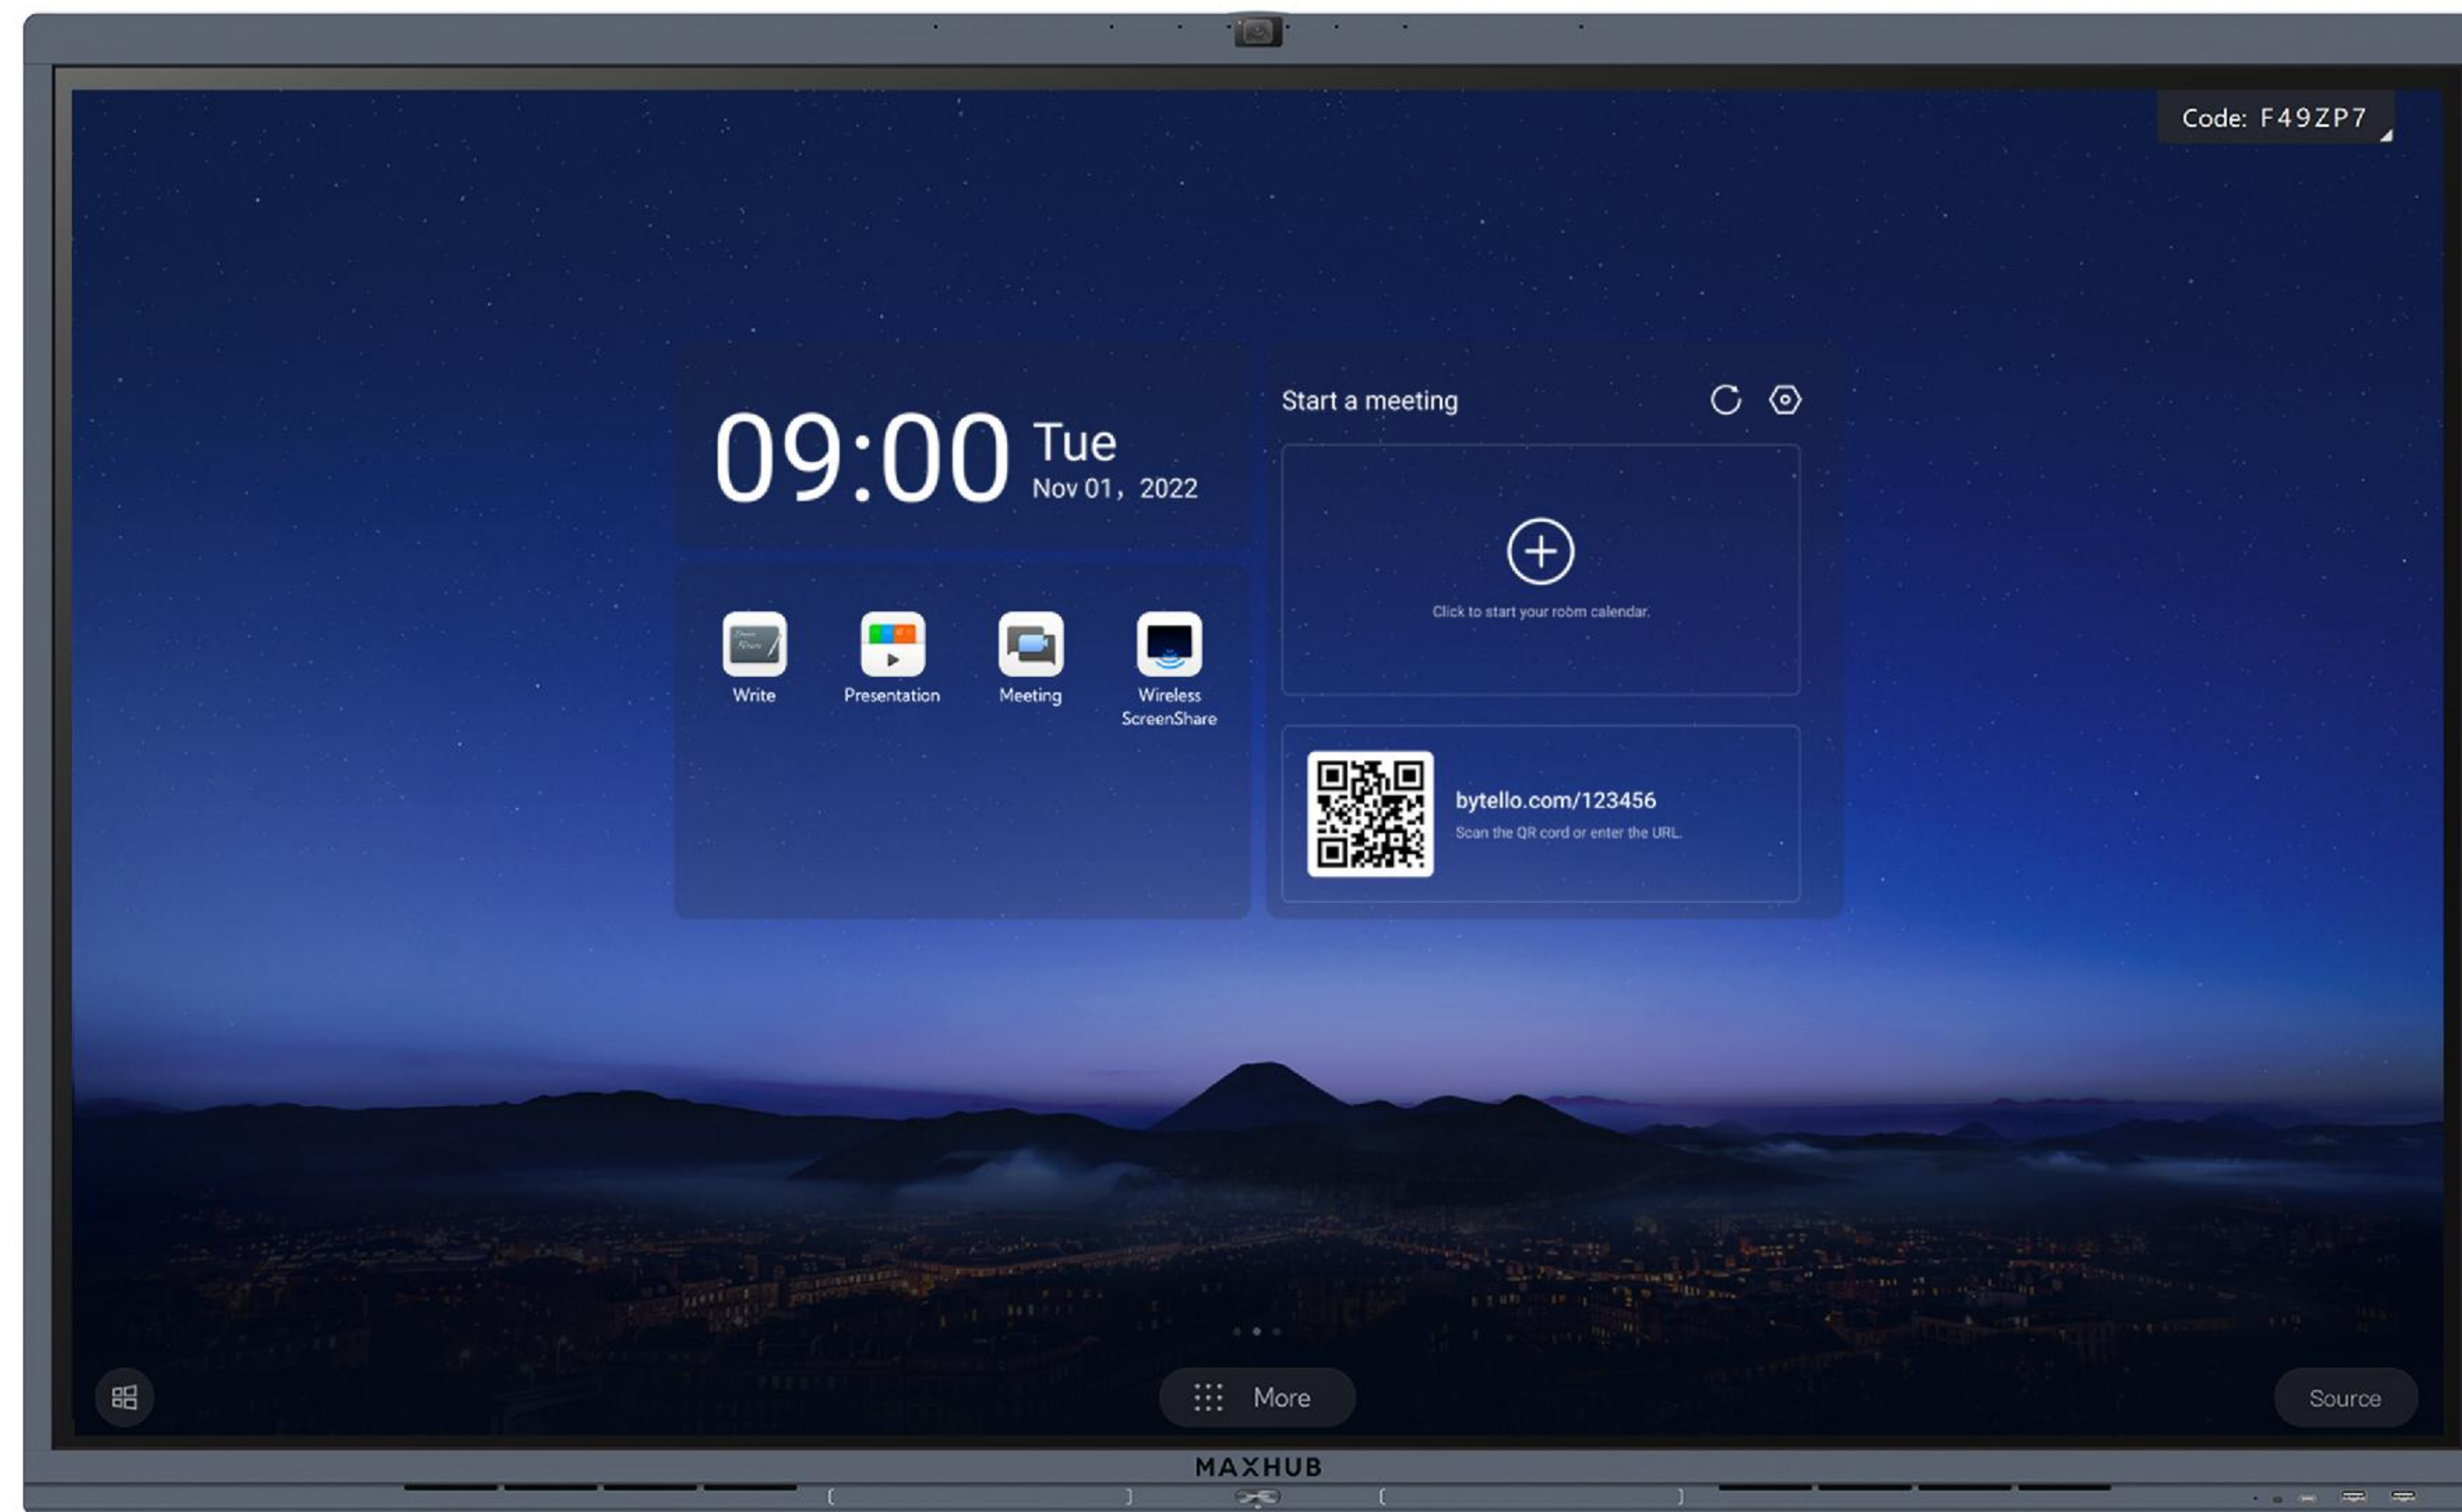 Code: F49ZP7
09:00
Tue
Nov 01, 2022
Write
Presentation
Meeting
Wireless
ScreenShare
Start a meeting
Click to start your robm calendar.
bytello.com/123456
Scan the QR cord or enter the URL.
More
Source
MAXHUB